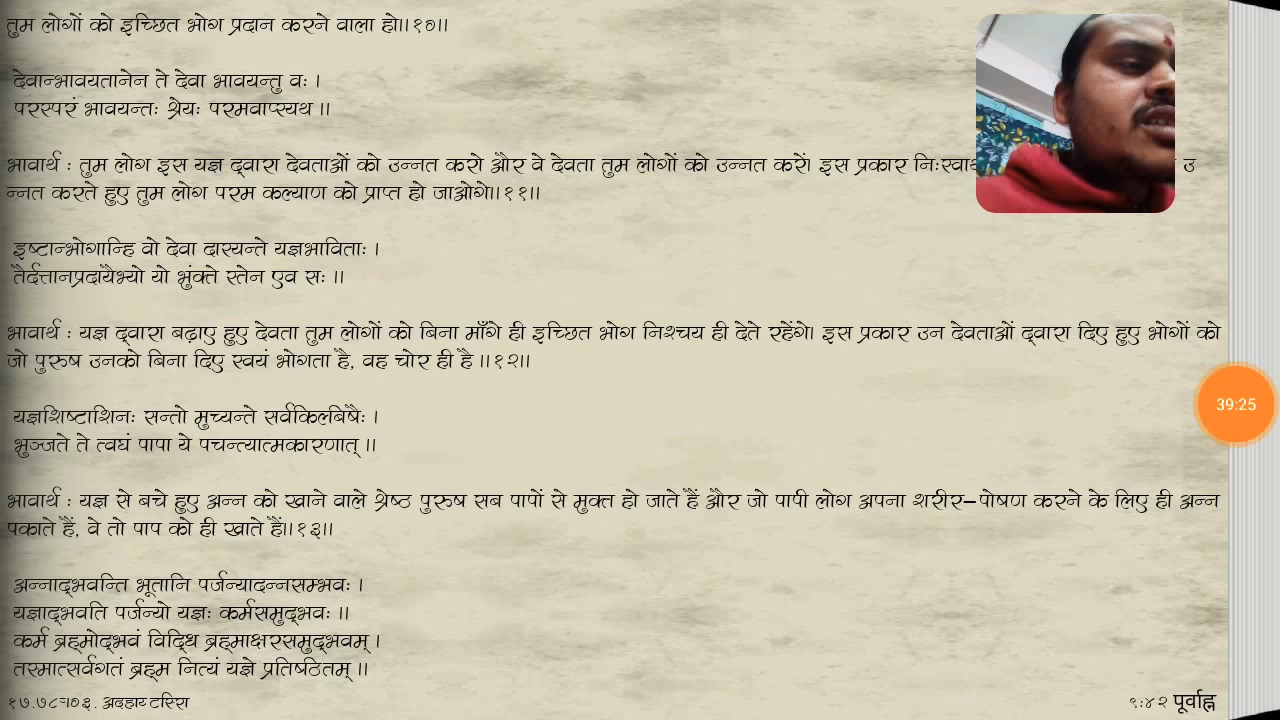 तुम लोगों को इच्छित भोग प्रदान करने वाला हो।।१०।।
देवान्भावयतानेन ते देवा भावयन्तु वः ।
परस्परं भावयन्तः श्रेयः परमवाप्स्यथ ।।
भावार्थ : तुम लोग इस यज्ञ द्वारा देवताओं को उन्नत करो और वे देवता तुम लोगों को उन्नत करें। इस प्रकार उ
न्नत करते हुए तुम लोग परम कल्याण को प्राप्त हो जाओगे।।११।।
इष्टान्भोगान्हि वो देवा दास्यन्ते यज्ञभाविताः ।
तैर्दत्तानप्रदायैभ्यो यो भुंक्ते स्तेन एव सः ।।
भावार्थ : यज्ञ द्वारा बढ़ाए हुए देवता तुम लोगों को बिना माँगे ही इच्छित भोग निश्चय ही देते रहेंगे। इस प्रकार उन देवताओं द्वारा दिए हुए भोगों को
जो पुरुष उनको बिना दिए स्वयं भोगता है, वह चोर ही है ।।१२।।
यज्ञशिष्टाशिनः सन्तो मुच्यन्ते सर्वकिल्बिषैः ।
भुञ्जते ते त्वघं पापा ये पचन्त्यात्मकारणात् ।।
भावार्थ : यज्ञ से बचे हुए अन्न को खाने वाले श्रेष्ठ पुरुष सब पापों से मुक्त हो जाते हैं और जो पापी लोग अपना शरीर-पोषण करने के लिए ही अन्न
पकाते हैं, वे तो पाप को ही खाते हैं।।१३।।
अन्नाद्भवन्ति भूतानि पर्जन्यादन्नसम्भवः ।
यज्ञाद्भवति पर्जन्यो यज्ञः कर्मसमुद्भवः ।।
कर्म ब्रह्मोद्भवं विद्धि ब्रह्माक्षरसमुद्भवम् ।
तस्मात्सर्वगतं ब्रह्म नित्यं यज्ञे प्रतिष्ठितम् ।।
९:४२ पूर्वाह्न
39:25